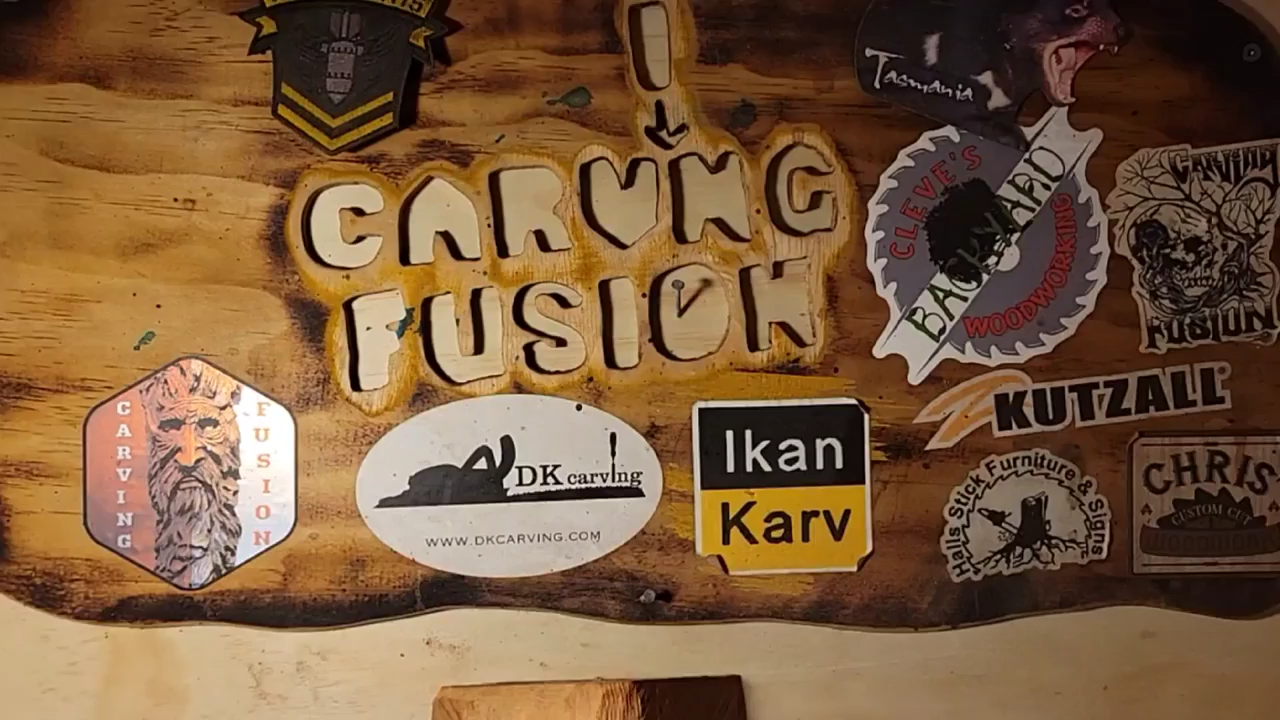 Tasmania
I
CARVNG
FUSION
CLEVE'S
BACKYARD
WOODWORKING
CARVING
FUSION
KUTZALL
CARVING
FUSION
DK carving
WWW.DKCARVING.COM
Ikan
Karv
Halls Stick Furniture & Signs
CHRIS
CUSTOM CUT